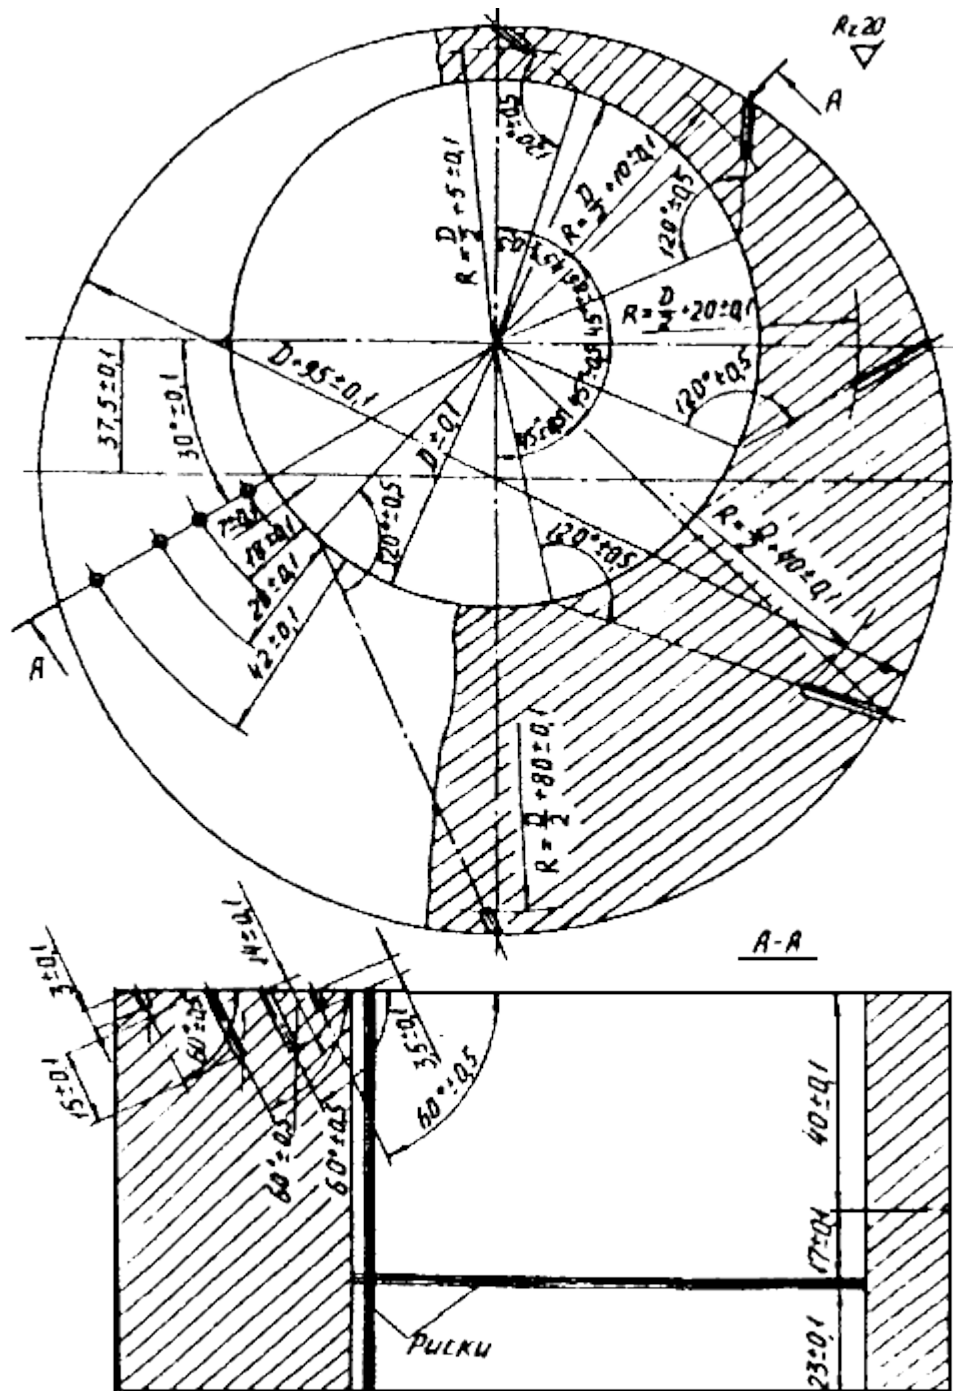 Rz 20
A
R = D/2 + 5 ± 0,1
120° ± 0,5
R = D/2 + 10 ± 0,1
120° ± 0,5
R = D/2 + 20 ± 0,1
120° ± 0,5
37,5 ± 0,1
30° ± 0,1
D + 95 ± 0,1
D ± 0,1
7 ± 0,1
18 ± 0,1
28 ± 0,1
42 ± 0,1
120° ± 0,5
120° ± 0,5
R = D/2 + 60 ± 0,1
R = D/2 + 80 ± 0,1
A
A-A
3 ± 0,1
15 ± 0,1
60° ± 0,5
14 ± 0,1
60° ± 0,5
60° ± 0,5
3,5 ± 0,1
60° ± 0,5
40 ± 0,1
17 ± 0,1
23 ± 0,1
Риски